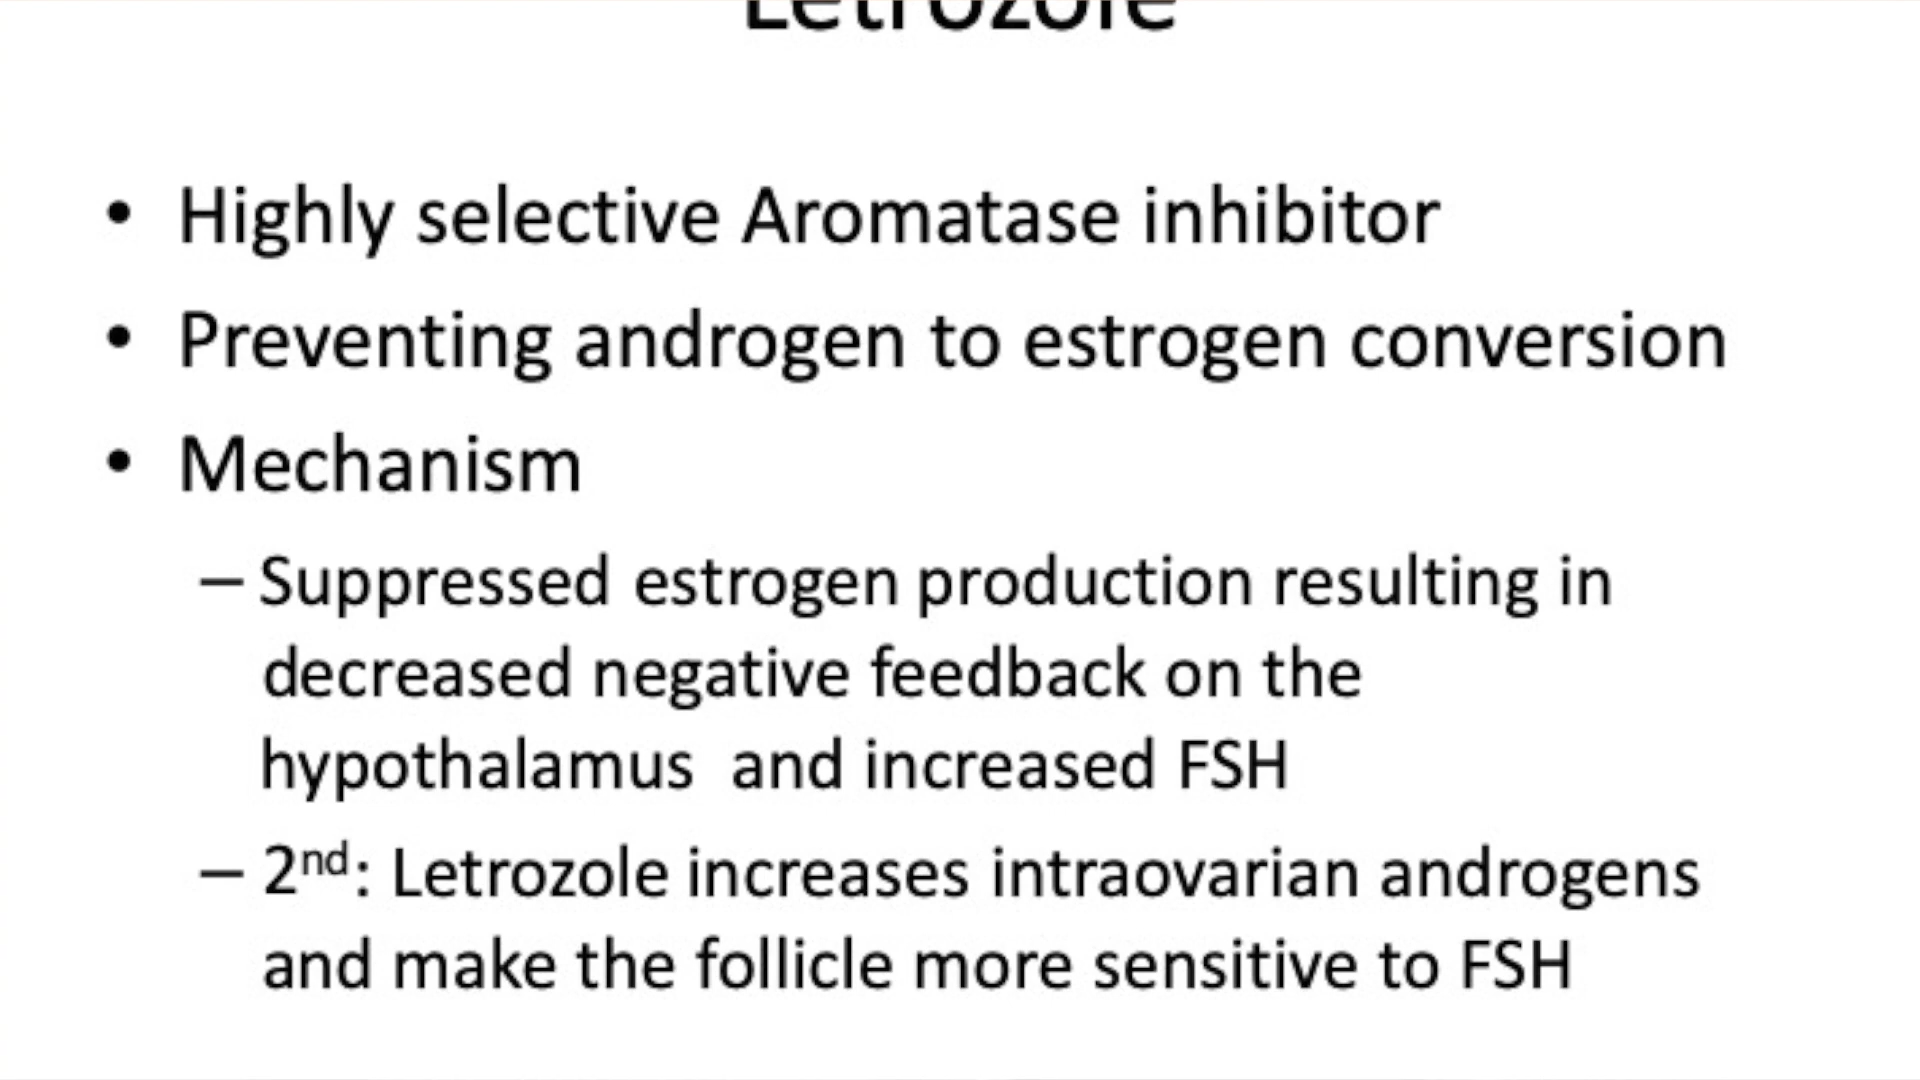 Letrozole
• Highly selective Aromatase inhibitor
• Preventing androgen to estrogen conversion
• Mechanism
– Suppressed estrogen production resulting in
decreased negative feedback on the
hypothalamus  and increased FSH
– 2nd: Letrozole increases intraovarian androgens
and make the follicle more sensitive to FSH